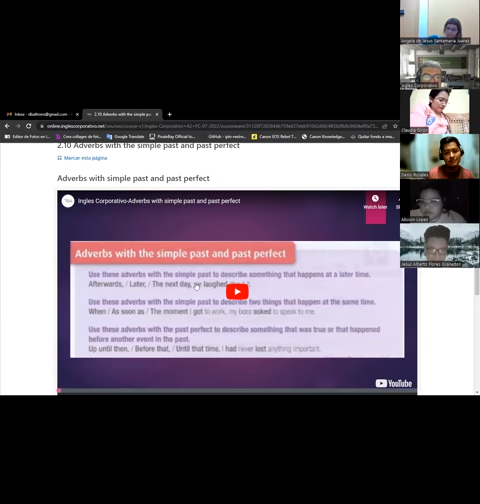 Inbox - dbaltrons@gmail.com
2.10 Adverbs with the simple p
online.inglescorporativo.net
Editor de Fotos en l
Crea collages de fot
Google Translate
PirateBay Official to
Canon EOS Rebel T
Canon Knowledge
Quitar fondo a ima
2.10 Adverbs with the simple past and past perfect
Marcar esta página
Adverbs with simple past and past perfect
Ingles Corporativo-Adverbs with simple past and past perfect
Watch later
Adverbs with the simple past and past perfect
Use these adverbs with the simple past to describe something that happens at a later time.
Afterwards, / Later, / The next day, we laughed
Use these adverbs with the simple past to describe two things that happen at the same time.
When / As soon as / The moment I got to work, my boss asked to speak to me.
Use these adverbs with the past perfect to describe something that was true or that happened
before another event in the past.
Up until then, / Before that, / Until that time, I had never lost anything important.
YouTube
Angela de Jesus Santamaria Juarez
Ingles Corporativo
Claudia Giron
Denis Rosales
Alisson Lopez
Jesus Alberto Flores Granados